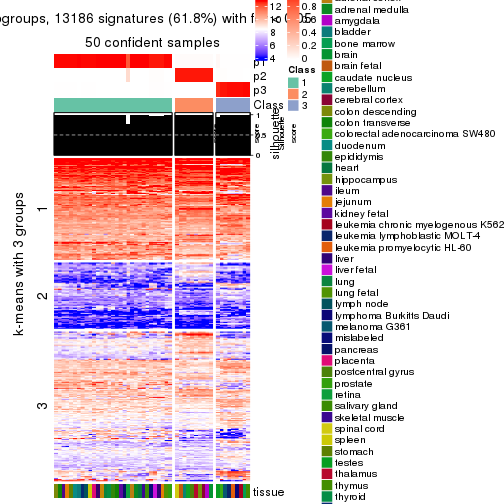 groups, 13186 signatures (61.8%) with f
50 confident samples
p1
p2
p3
Class
1
0.5
0
silhouette
score
k-means with 3 groups
1
2
3
tissue
12
10
8
6
4
0.8
0.6
0.4
0.2
0
Class
1
2
3
adrenal medulla
amygdala
bladder
bone marrow
brain
brain fetal
caudate nucleus
cerebellum
cerebral cortex
colon descending
colon transverse
colorectal adenocarcinoma SW480
duodenum
epididymis
heart
hippocampus
ileum
jejunum
kidney fetal
leukemia chronic myelogenous K562
leukemia lymphoblastic MOLT-4
leukemia promyelocytic HL-60
liver
liver fetal
lung
lung fetal
lymph node
lymphoma Burkitts Daudi
melanoma G361
mislabeled
pancreas
placenta
postcentral gyrus
prostate
retina
salivary gland
skeletal muscle
spinal cord
spleen
stomach
testes
thalamus
thymus
thyroid